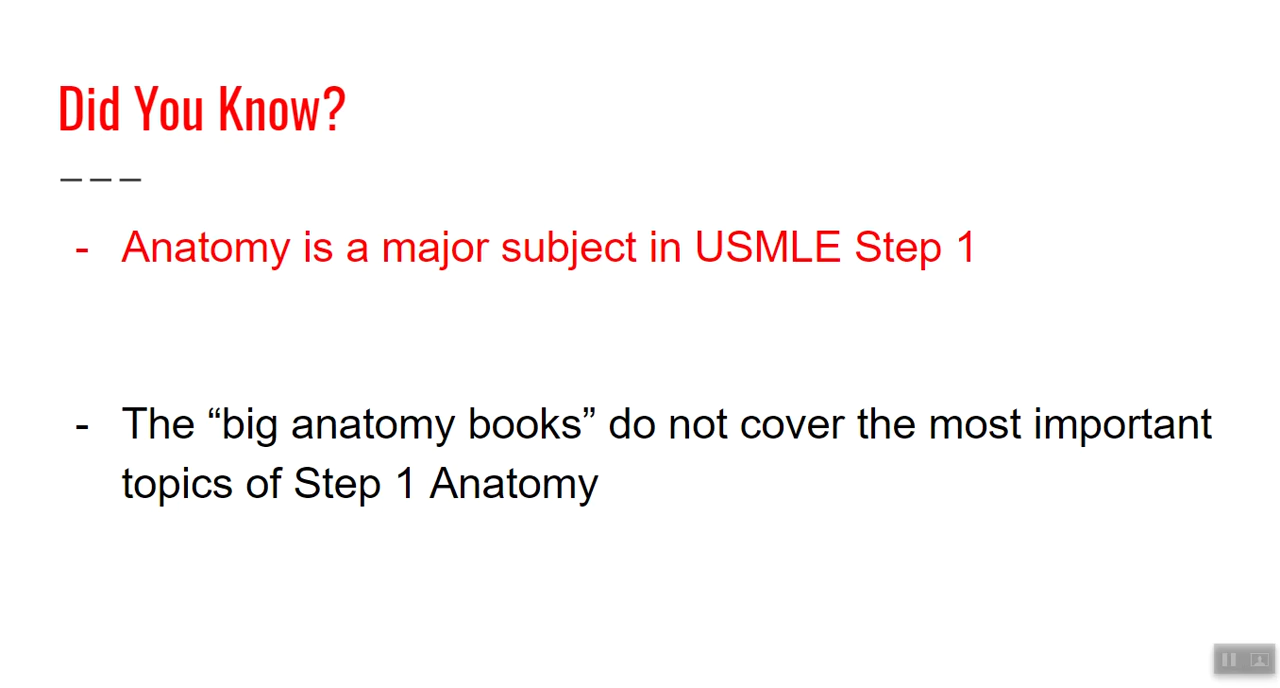 Did You Know?
- Anatomy is a major subject in USMLE Step 1
- The “big anatomy books” do not cover the most important
topics of Step 1 Anatomy